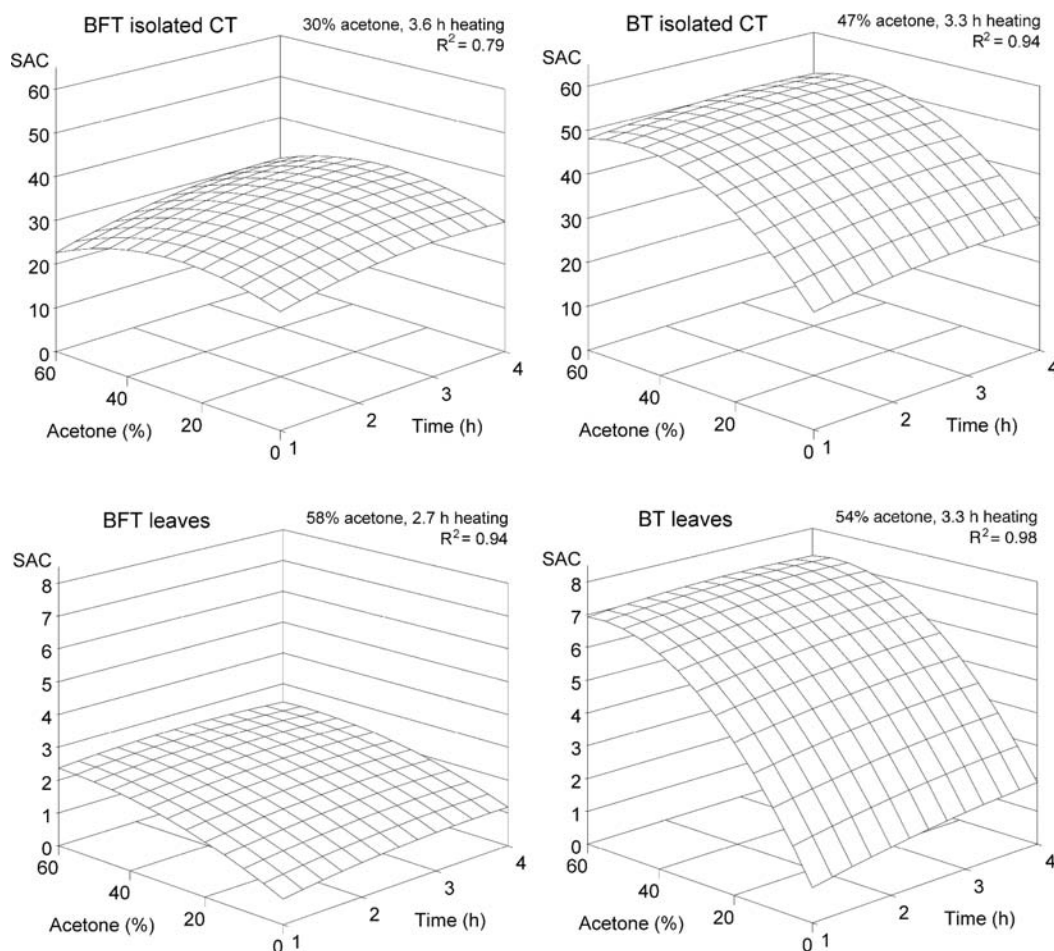 BFT isolated CT
30% acetone, 3.6 h heating
R² = 0.79
SAC
60
50
40
30
20
10
0
60
40
20
0
Acetone (%)
1
2
3
4
Time (h)
BT isolated CT
47% acetone, 3.3 h heating
R² = 0.94
SAC
60
50
40
30
20
10
0
60
40
20
0
Acetone (%)
1
2
3
4
Time (h)
BFT leaves
58% acetone, 2.7 h heating
R² = 0.94
SAC
8
7
6
5
4
3
2
1
0
60
40
20
0
Acetone (%)
1
2
3
4
Time (h)
BT leaves
54% acetone, 3.3 h heating
R² = 0.98
SAC
8
7
6
5
4
3
2
1
0
60
40
20
0
Acetone (%)
1
2
3
4
Time (h)